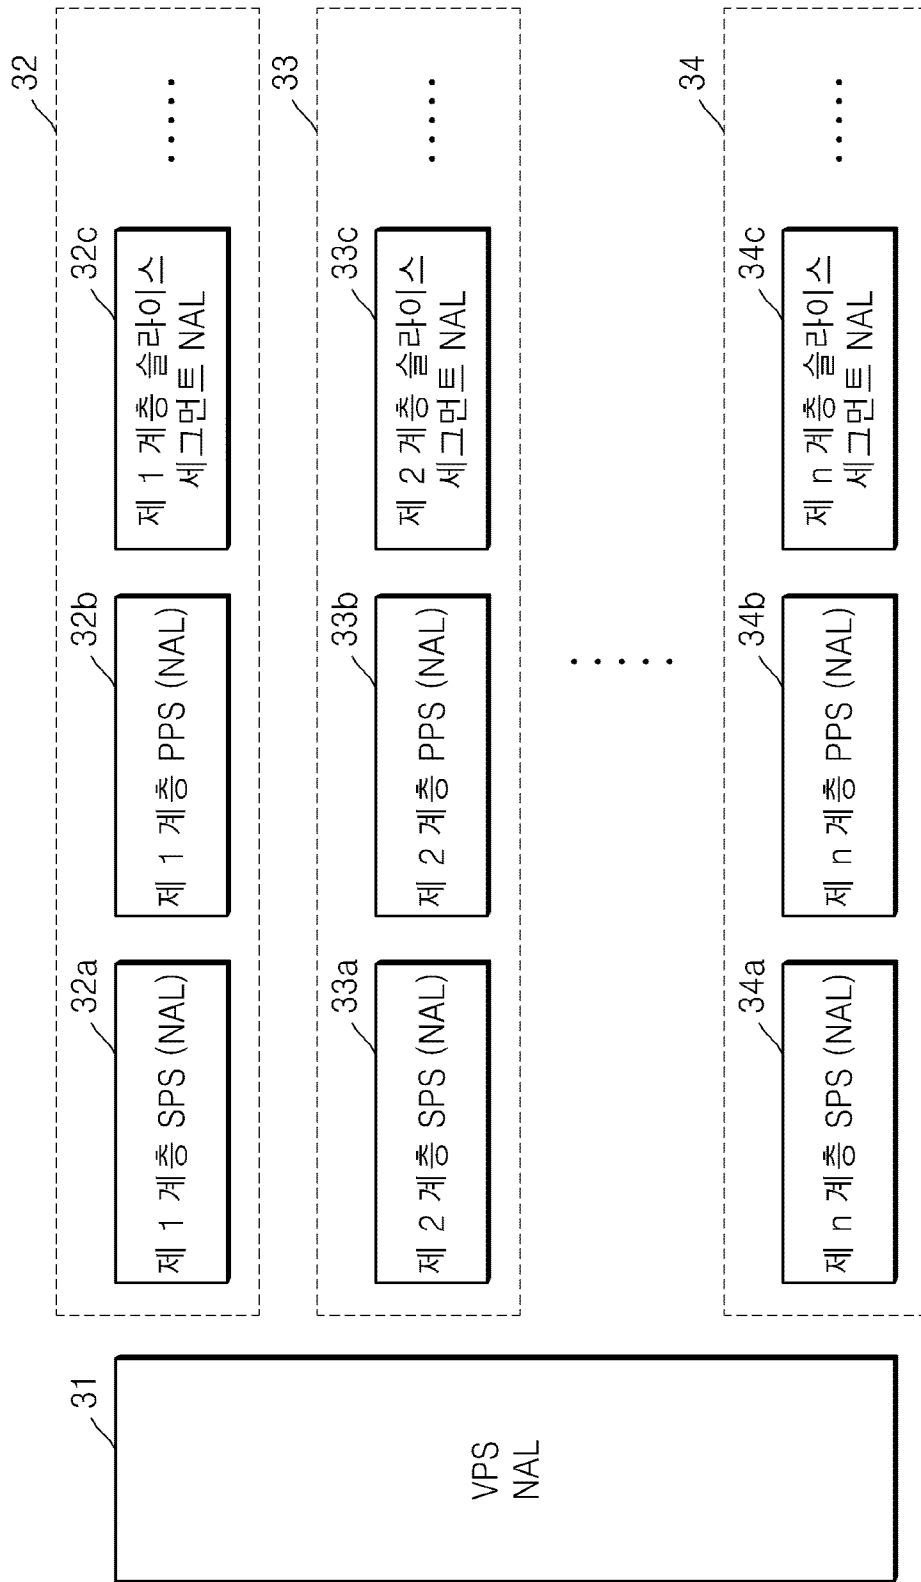 31
VPS
NAL
32
32a
제 1 계층 SPS (NAL)
32b
제 1 계층 PPS (NAL)
32c
제 1 계층 슬라이스
세그먼트 NAL
33
33a
제 2 계층 SPS (NAL)
33b
제 2 계층 PPS (NAL)
33c
제 2 계층 슬라이스
세그먼트 NAL
34
34a
제 n 계층 SPS (NAL)
34b
제 n 계층 PPS (NAL)
34c
제 n 계층 슬라이스
세그먼트 NAL